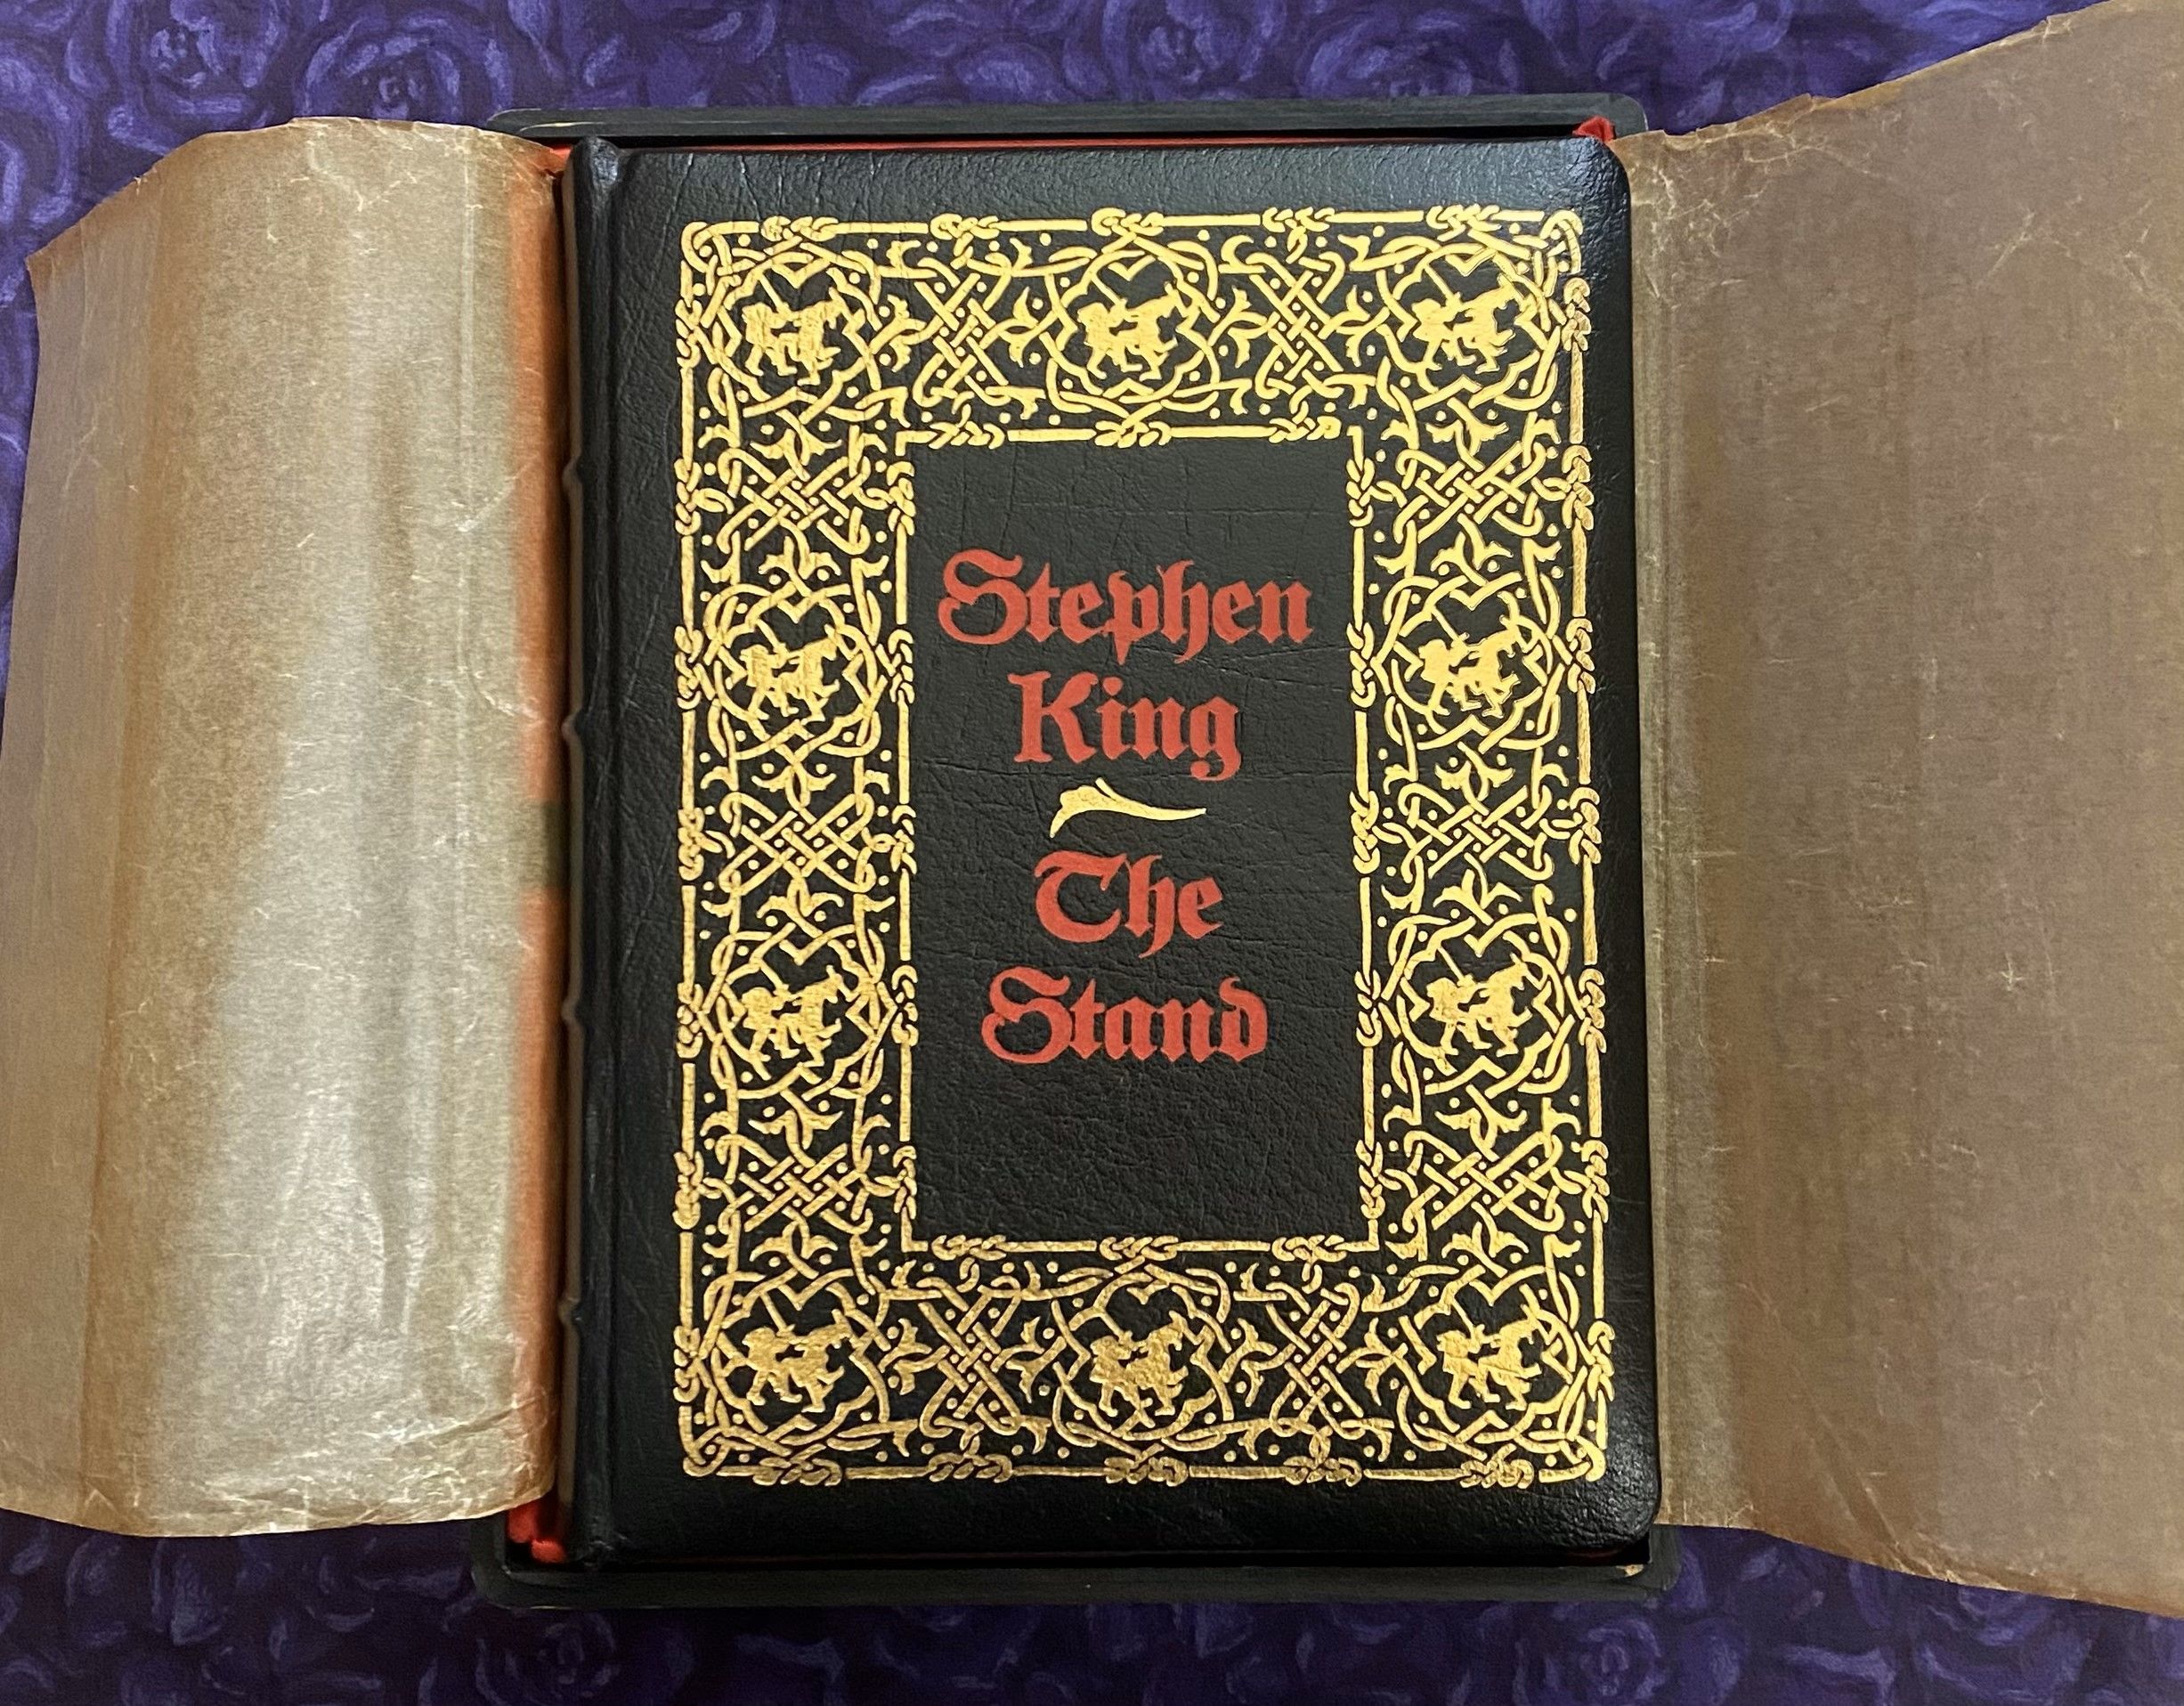 Stephen
King
The
Stand